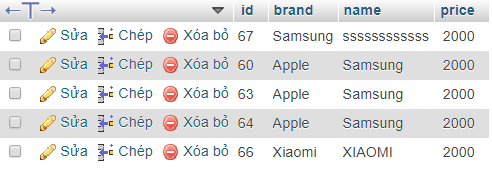 id brand name price
Sửa Chép Xóa bỏ 67 Samsung ssssssssssss 2000
Sửa Chép Xóa bỏ 60 Apple Samsung 2000
Sửa Chép Xóa bỏ 63 Apple Samsung 2000
Sửa Chép Xóa bỏ 64 Apple Samsung 2000
Sửa Chép Xóa bỏ 66 Xiaomi XIAOMI 2000